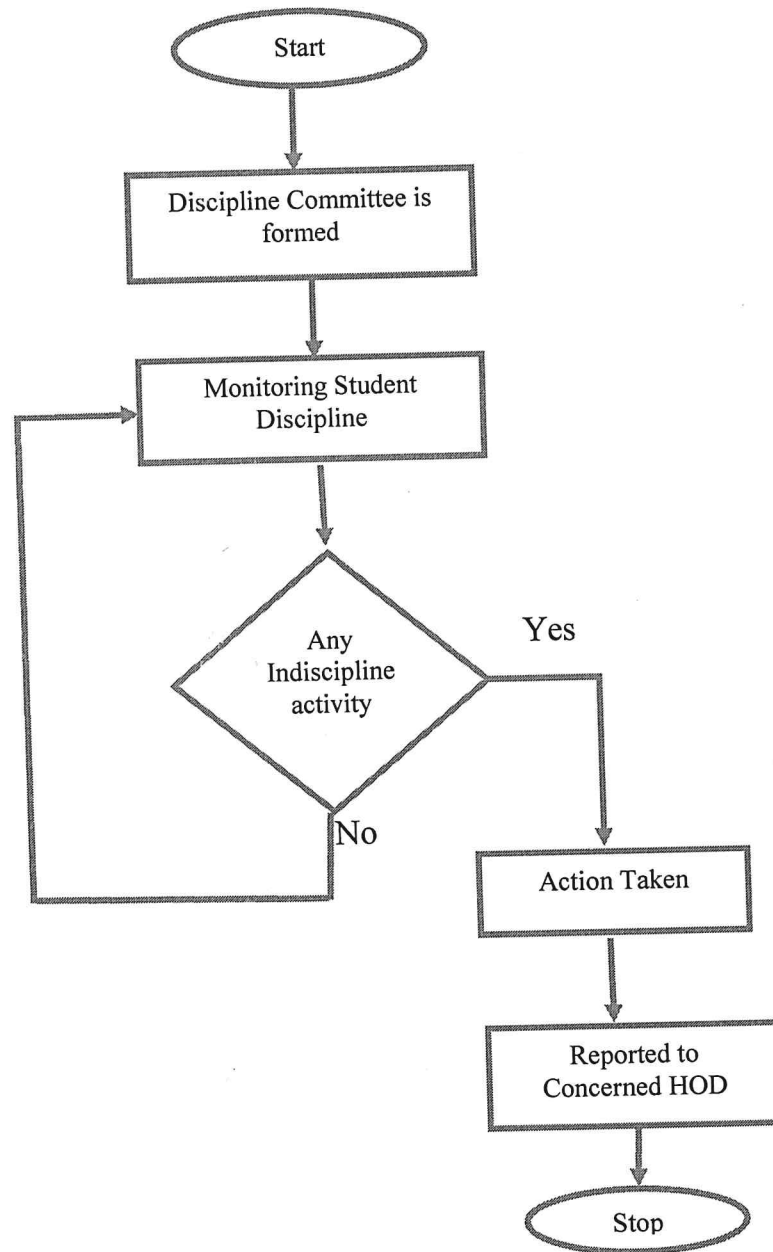 Start
Discipline Committee is
formed
Monitoring Student
Discipline
Any
Indiscipline
activity
Yes
No
Action Taken
Reported to
Concerned HOD
Stop